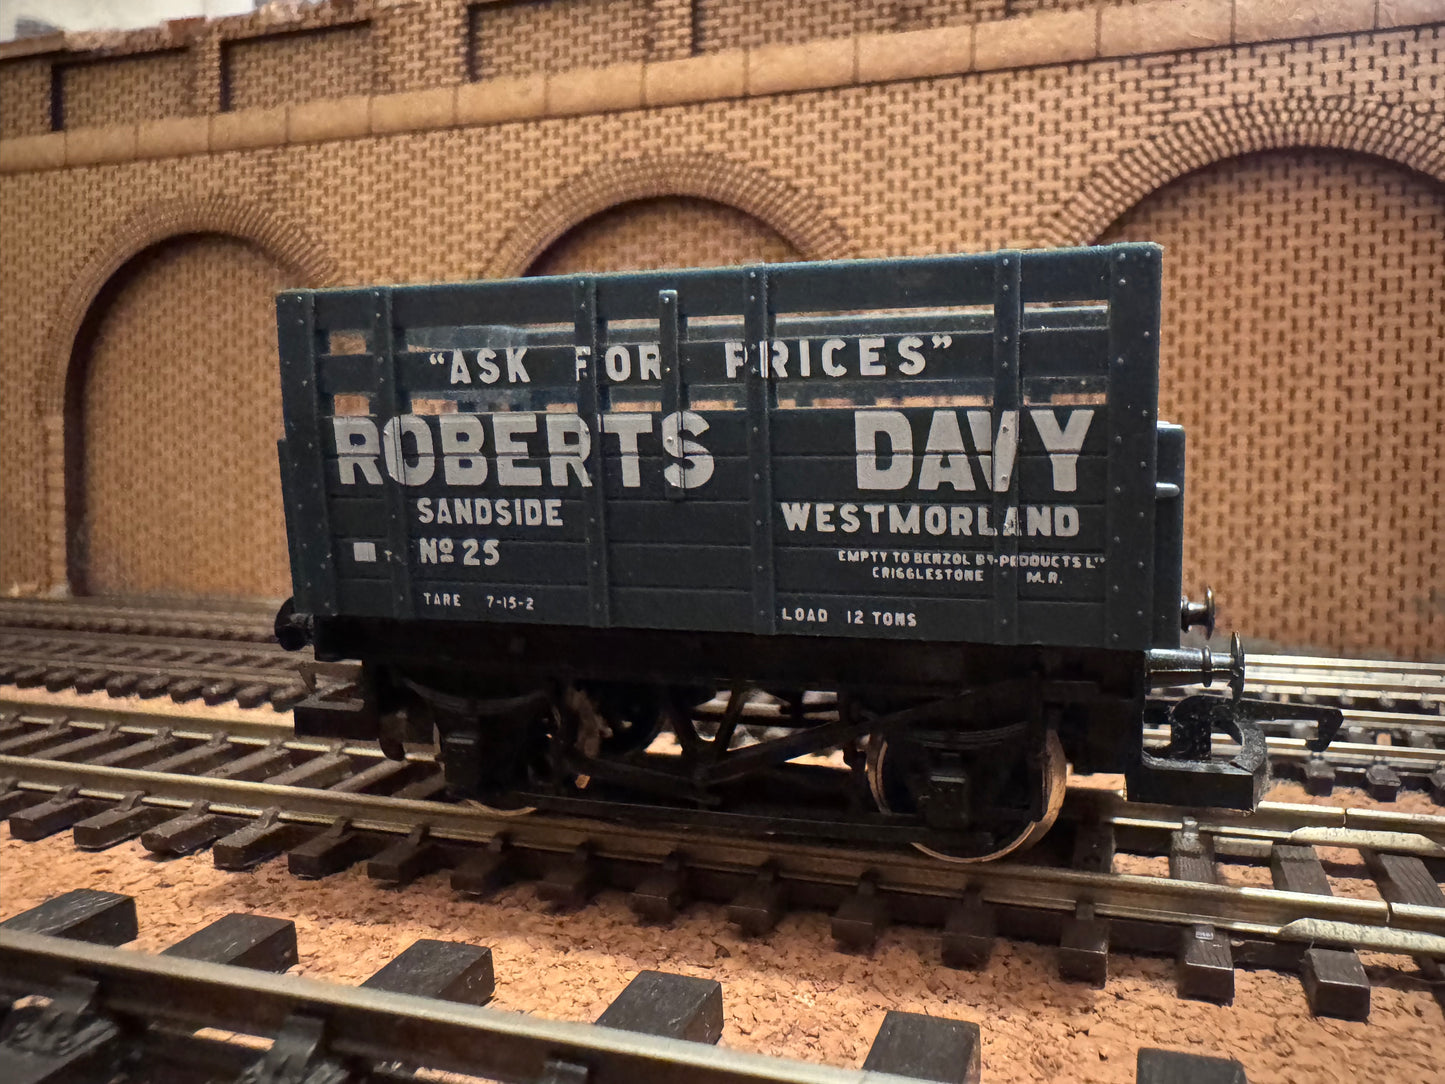 “ASK FOR PRICES”
ROBERTS DAVY
SANDSIDE WESTMORLAND
Nº 25
EMPTY TO BENZOL BY-PRODUCTS Lᵀᴰ
CRIGGLESTONE M.R.
TARE 7-15-2
LOAD 12 TONS